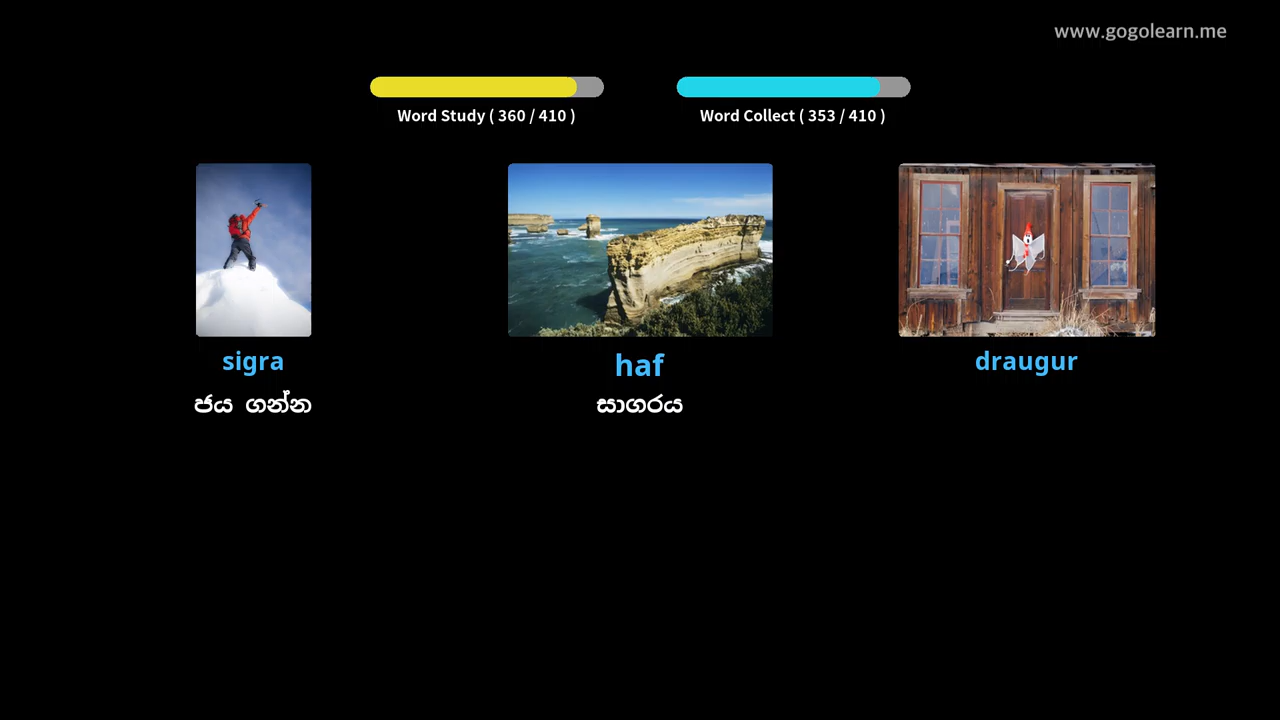 www.gogolearn.me
Word Study ( 360 / 410 )
Word Collect ( 353 / 410 )
sigra
haf
draugur
ජය ගන්න
සාගරය